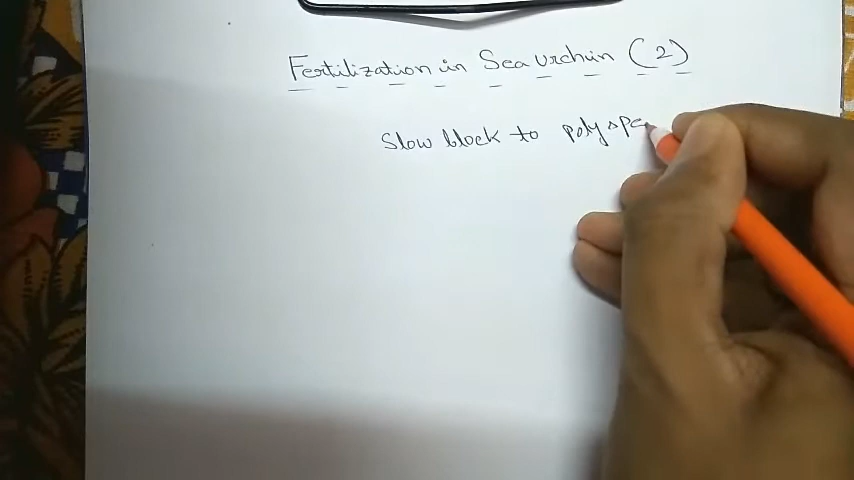 Fertilization in Sea urchin (2)
Slow block to polyspe